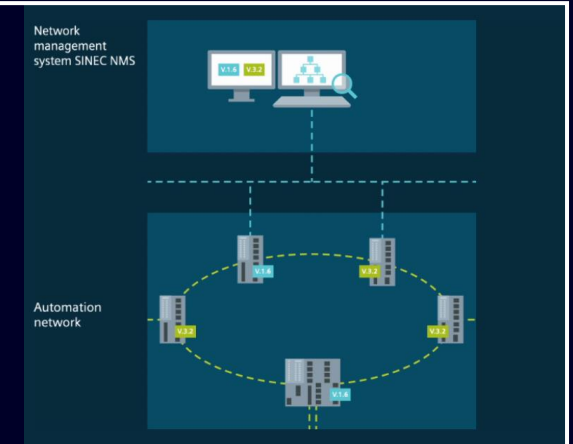 Network
management
system SINEC NMS
V.1.6 V.3.2
V.1.6
V.3.2
V.3.2
V.3.2
Automation
network
V.1.6